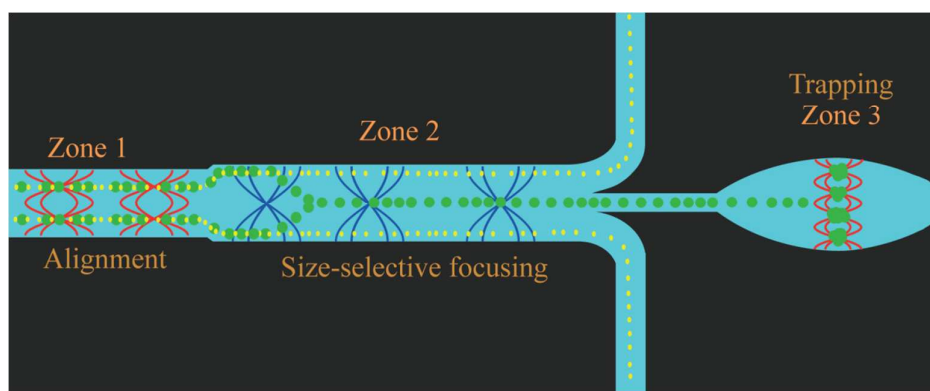 Zone 1
Alignment
Zone 2
Size-selective focusing
Trapping
Zone 3